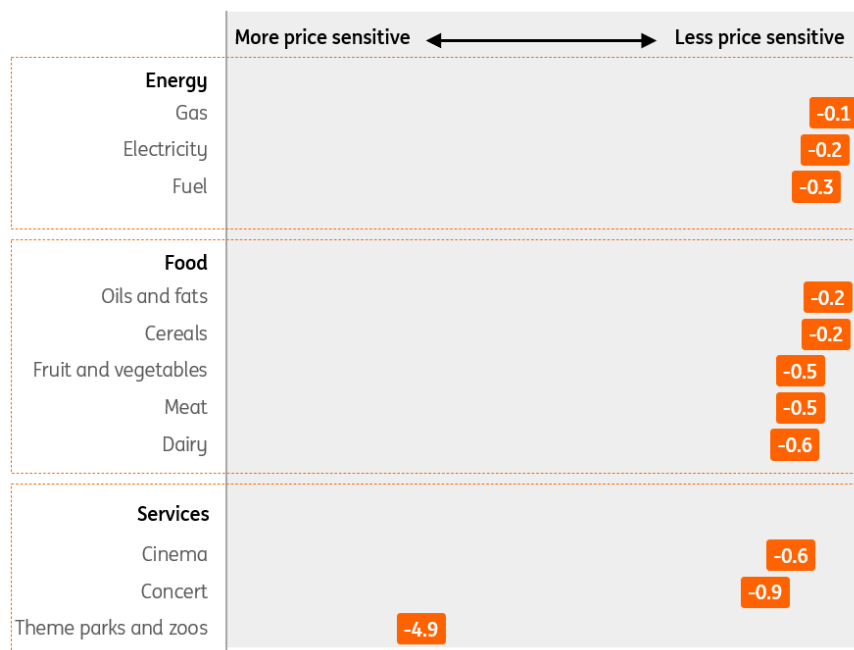 More price sensitive Less price sensitive
Energy
Gas -0.1
Electricity -0.2
Fuel -0.3
Food
Oils and fats -0.2
Cereals -0.2
Fruit and vegetables -0.5
Meat -0.5
Dairy -0.6
Services
Cinema -0.6
Concert -0.9
Theme parks and zoos -4.9